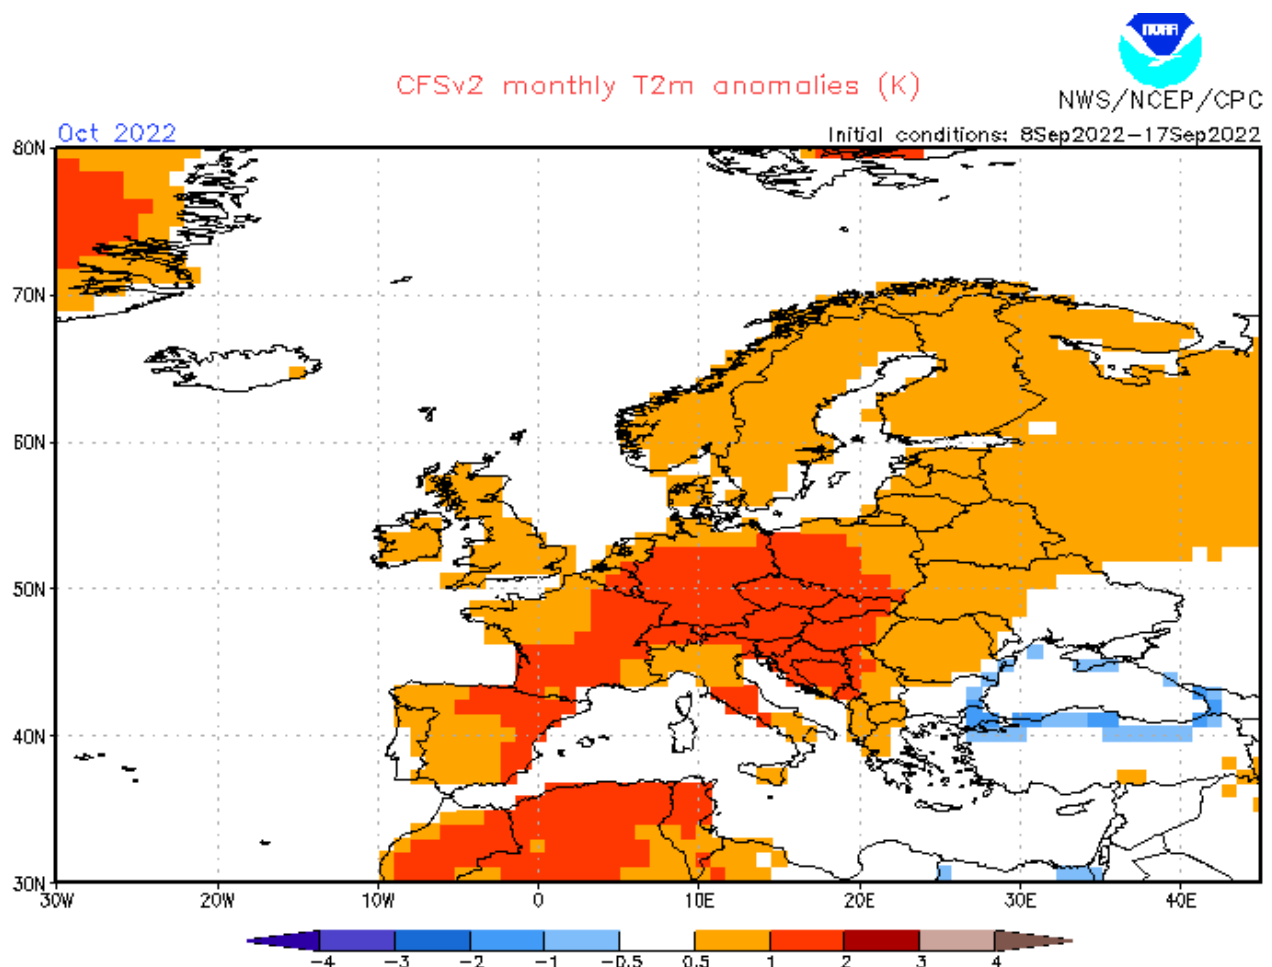 NOAA
CFSv2 monthly T2m anomalies (K)
NWS/NCEP/CPC
Oct 2022
Initial conditions: 8Sep2022-17Sep2022
80N
70N
60N
50N
40N
30N
30W 20W 10W 0 10E 20E 30E 40E
-4 -3 -2 -1 -0.5 0.5 1 2 3 4